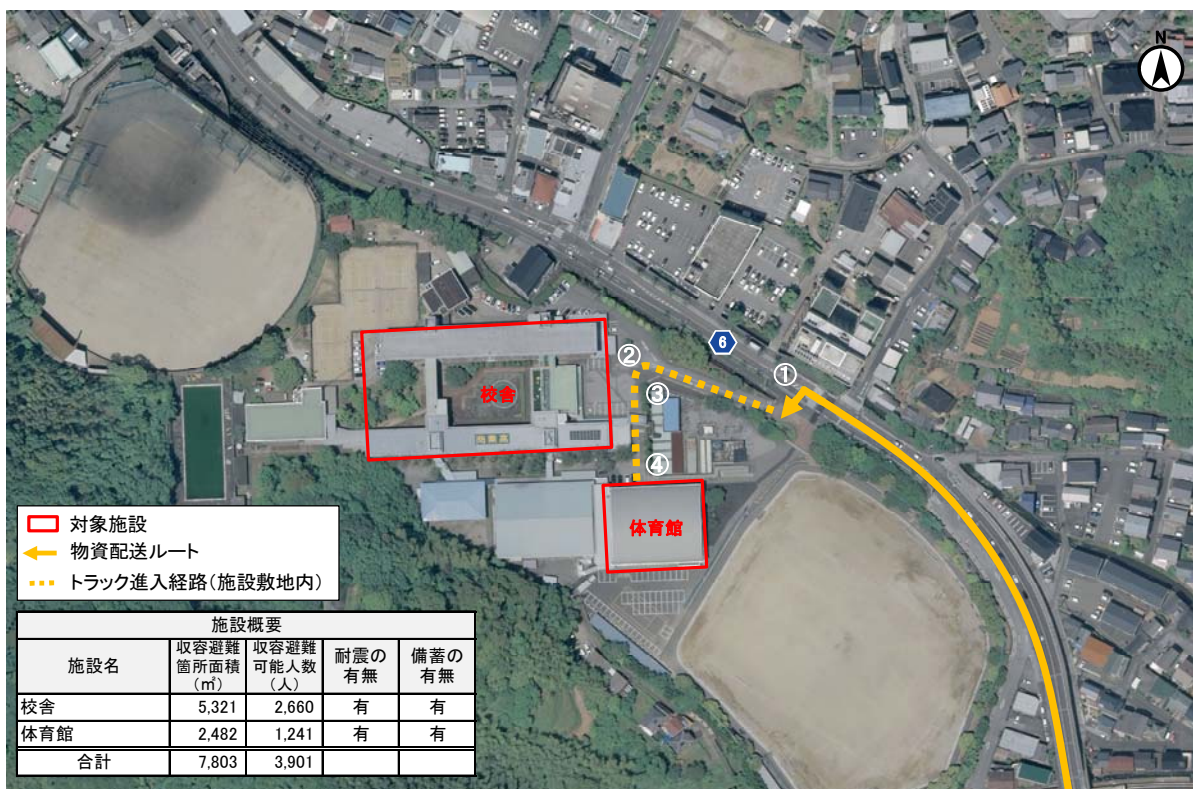 N
6
①
②
③
校舎
商業高
④
体育館
対象施設
物資配送ルート
トラック進入経路(施設敷地内)
施設概要
施設名 収容避難箇所面積(㎡) 収容避難可能人数(人) 耐震の有無 備蓄の有無
校舎 5,321 2,660 有 有
体育館 2,482 1,241 有 有
合計 7,803 3,901